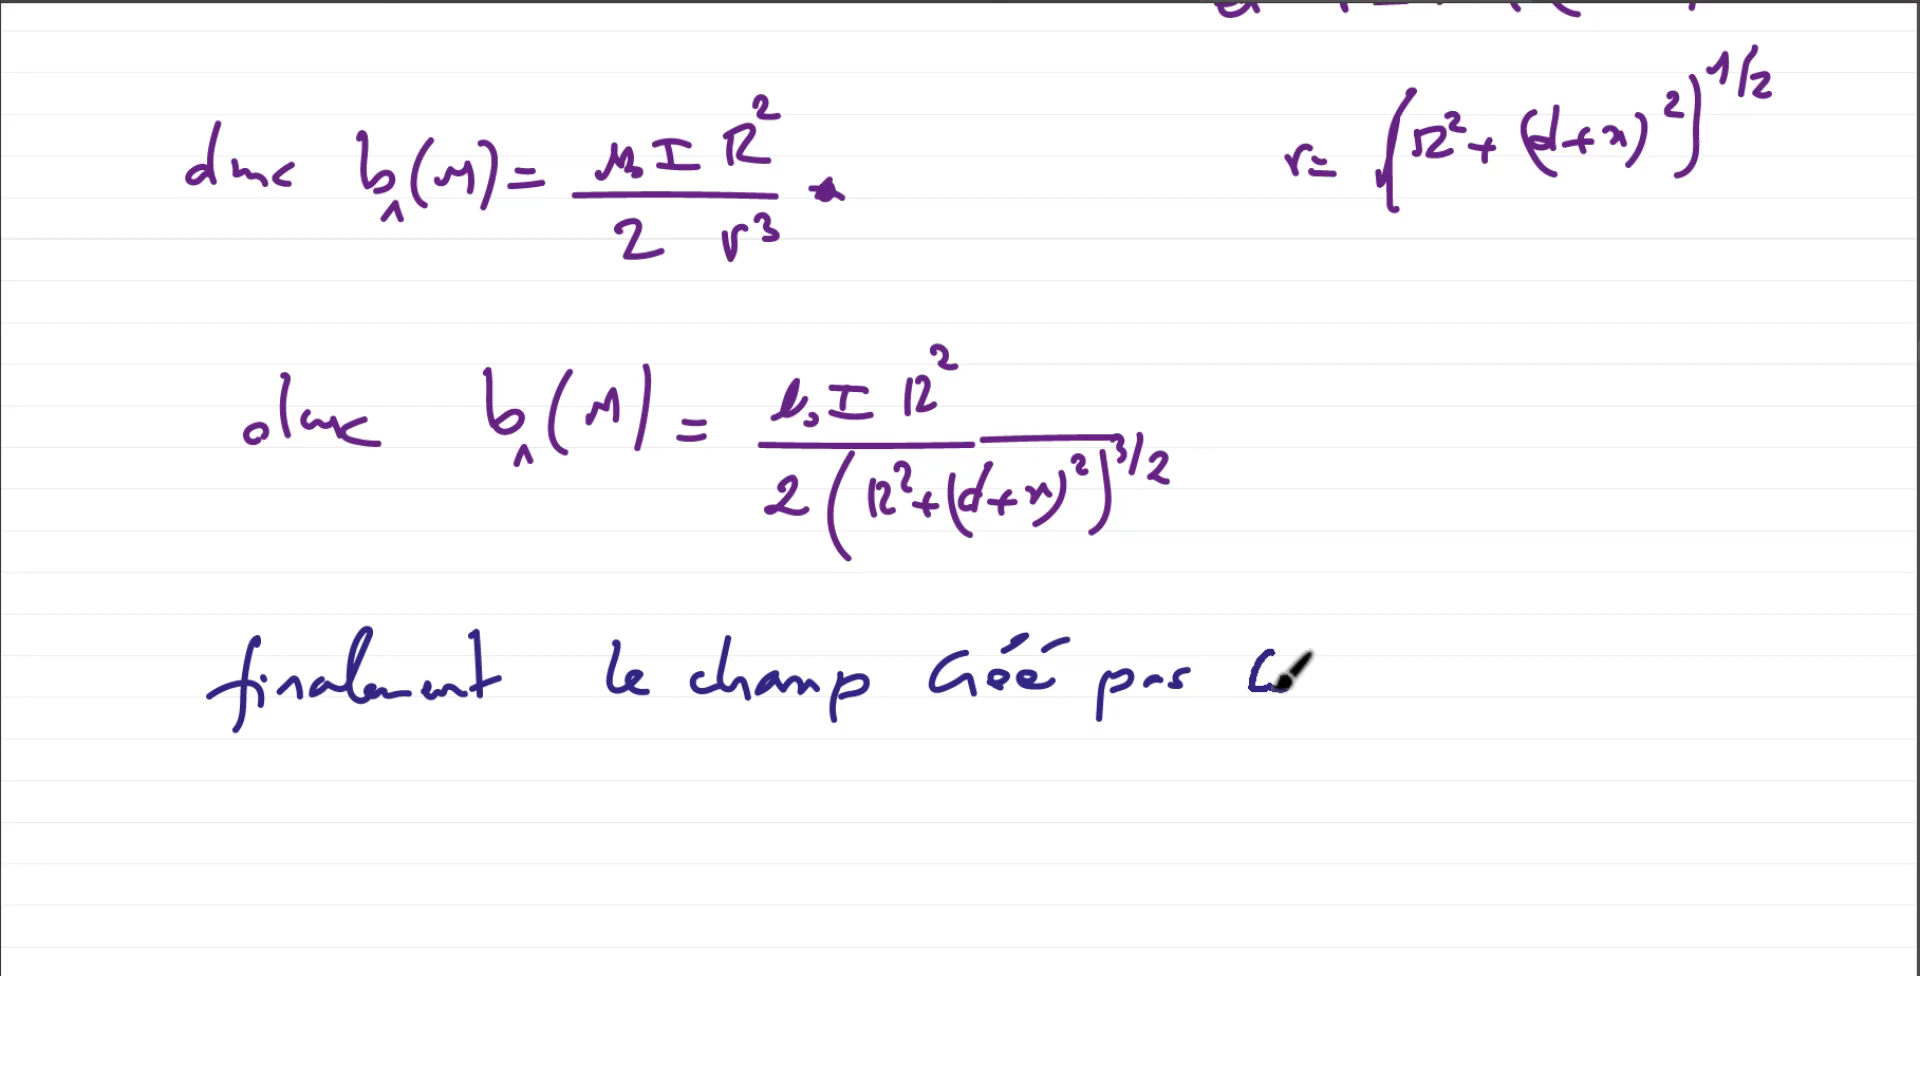 r = (R² + (d+x)²)^1/2
donc b₁(M) = μ₀ I R² / 2 r³
donc b₁(M) = μ₀ I R² / 2 (R² + (d+x)²)^3/2
finalement le champ créé par